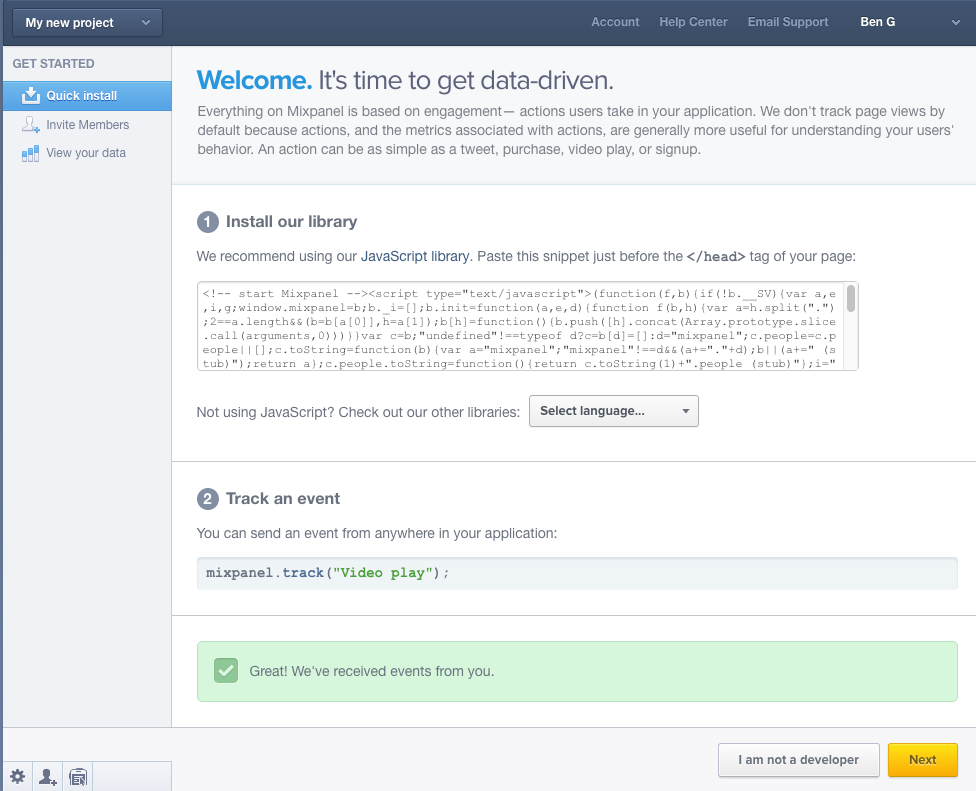 My new project
Account Help Center Email Support Ben G
GET STARTED
Quick install
Invite Members
View your data
Welcome. It's time to get data-driven.
Everything on Mixpanel is based on engagement— actions users take in your application. We don't track page views by
default because actions, and the metrics associated with actions, are generally more useful for understanding your users'
behavior. An action can be as simple as a tweet, purchase, video play, or signup.
1 Install our library
We recommend using our JavaScript library. Paste this snippet just before the </head> tag of your page:
<!-- start Mixpanel --><script type="text/javascript">(function(f,b){if(!b.__SV){var a,e
,i,g;window.mixpanel=b;b._i=[];b.init=function(a,e,d){function f(b,h){var a=h.split(".")
;2==a.length&&(b=b[a[0]],h=a[1]);b[h]=function(){b.push([h].concat(Array.prototype.slice
.call(arguments,0)))}}var c=b;"undefined"!==typeof d?c=b[d]=[]:d="mixpanel";c.people=c.p
eople||[];c.toString=function(b){var a="mixpanel";"mixpanel"!==d&&(a+="."+d);b||(a+=" (s
tub)");return a};c.people.toString=function(){return c.toString(1)+".people (stub)"};i="
Not using JavaScript? Check out our other libraries: Select language...
2 Track an event
You can send an event from anywhere in your application:
mixpanel.track("Video play");
Great! We've received events from you.
I am not a developer Next